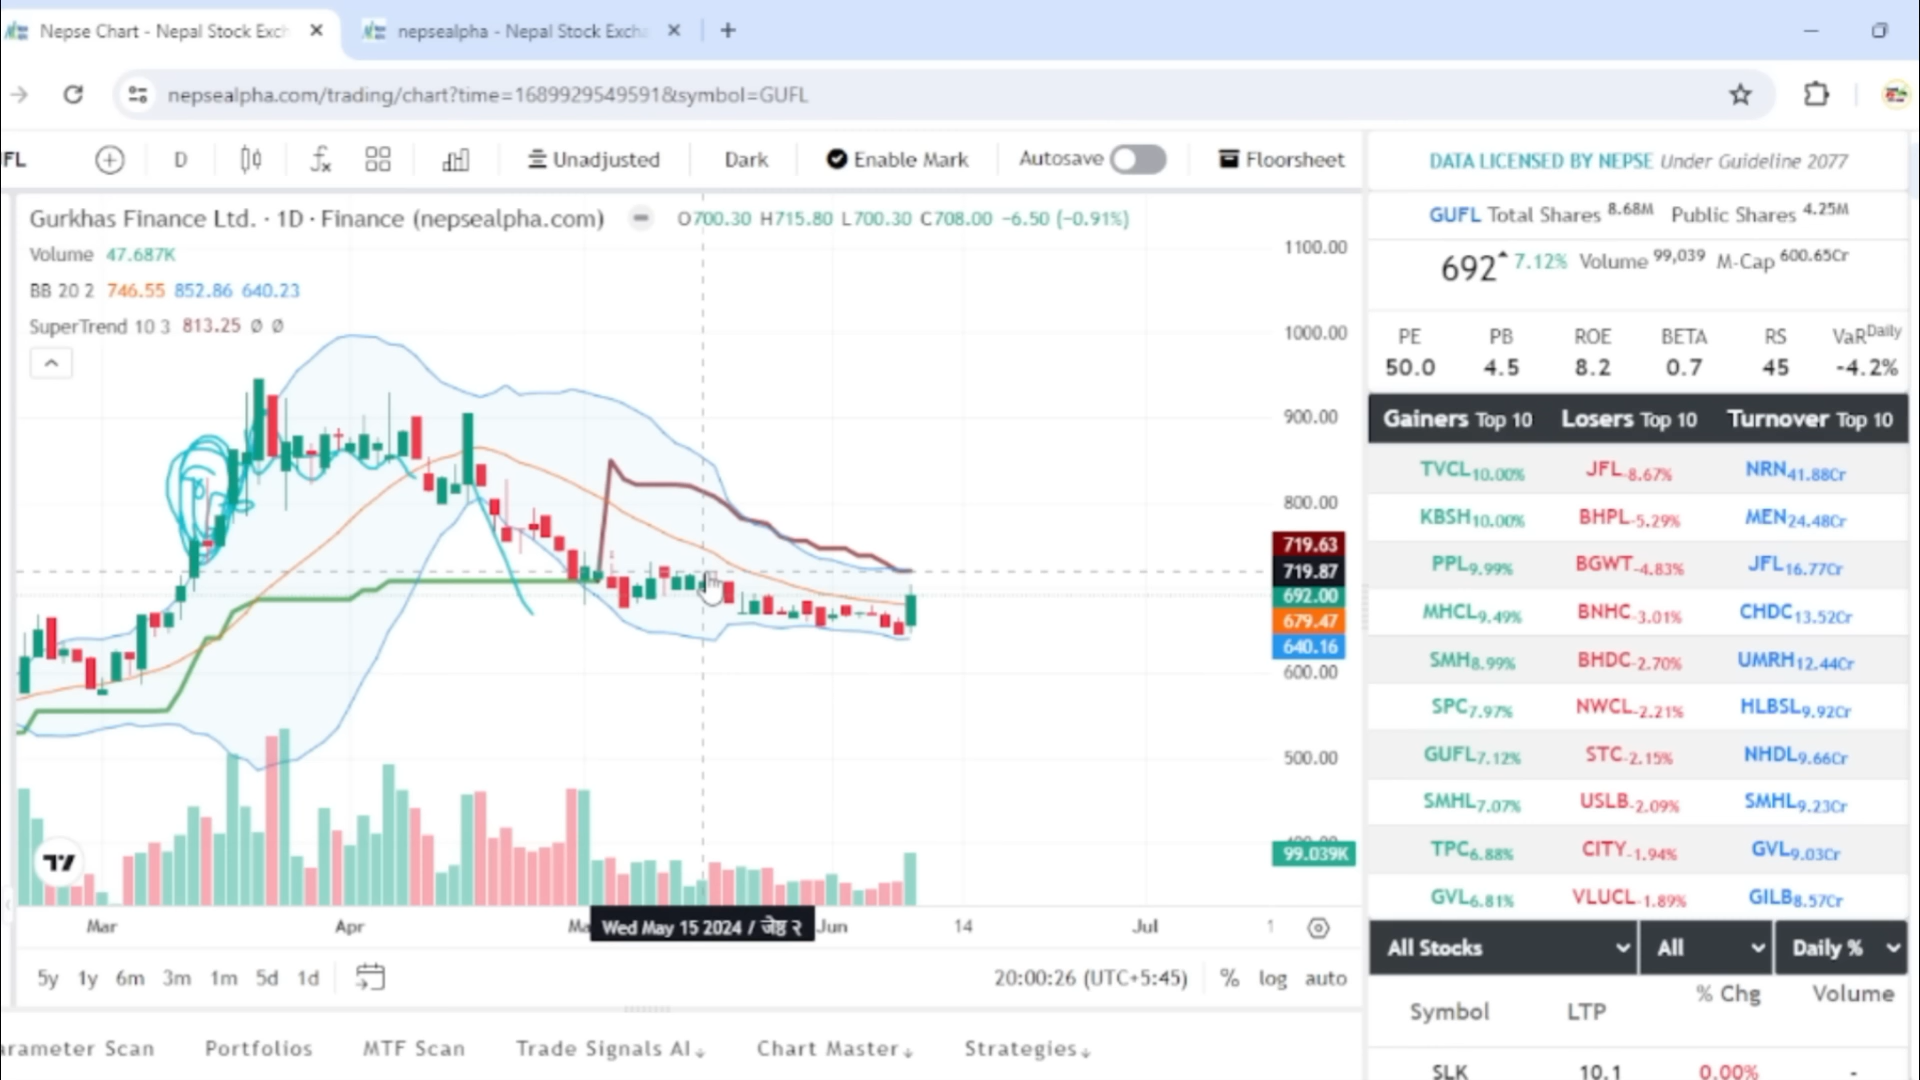 Nepse Chart - Nepal Stock Exch
nepsealpha - Nepal Stock Excha
nepsealpha.com/trading/chart?time=1689929549591&symbol=GUFL
FL D fx Unadjusted Dark Enable Mark Autosave Floorsheet
Gurkhas Finance Ltd. · 1D · Finance (nepsealpha.com) O700.30 H715.80 L700.30 C708.00 -6.50 (-0.91%)
Volume 47.687K
BB 20 2 746.55 852.86 640.23
SuperTrend 10 3 813.25 Ø Ø
1100.00
1000.00
900.00
800.00
719.63
719.87
692.00
679.47
640.16
600.00
500.00
99.039K
Mar Apr Ma Wed May 15 2024 / जेष्ठ २ Jun 14 Jul 1
5y 1y 6m 3m 1m 5d 1d 20:00:26 (UTC+5:45) % log auto
arameter Scan Portfolios MTF Scan Trade Signals AI↓ Chart Master↓ Strategies↓
DATA LICENSED BY NEPSE Under Guideline 2077
GUFL Total Shares 8.68M Public Shares 4.25M
692 7.12% Volume 99,039 M-Cap 600.65Cr
PE PB ROE BETA RS VaR Daily
50.0 4.5 8.2 0.7 45 -4.2%
Gainers Top 10 Losers Top 10 Turnover Top 10
TVCL 10.00% JFL -8.67% NRN 41.88Cr
KBSH 10.00% BHPL -5.29% MEN 24.48Cr
PPL 9.99% BGWT -4.83% JFL 16.77Cr
MHCL 9.49% BNHC -3.01% CHDC 13.52Cr
SMH 8.99% BHDC -2.70% UMRH 12.44Cr
SPC 7.97% NWCL -2.21% HLBSL 9.92Cr
GUFL 7.12% STC -2.15% NHDL 9.66Cr
SMHL 7.07% USLB -2.09% SMHL 9.23Cr
TPC 6.88% CITY -1.94% GVL 9.03Cr
GVL 6.81% VLUCL -1.89% GILB 8.57Cr
All Stocks All Daily %
Symbol LTP % Chg Volume
SLK 10.1 0.00% -